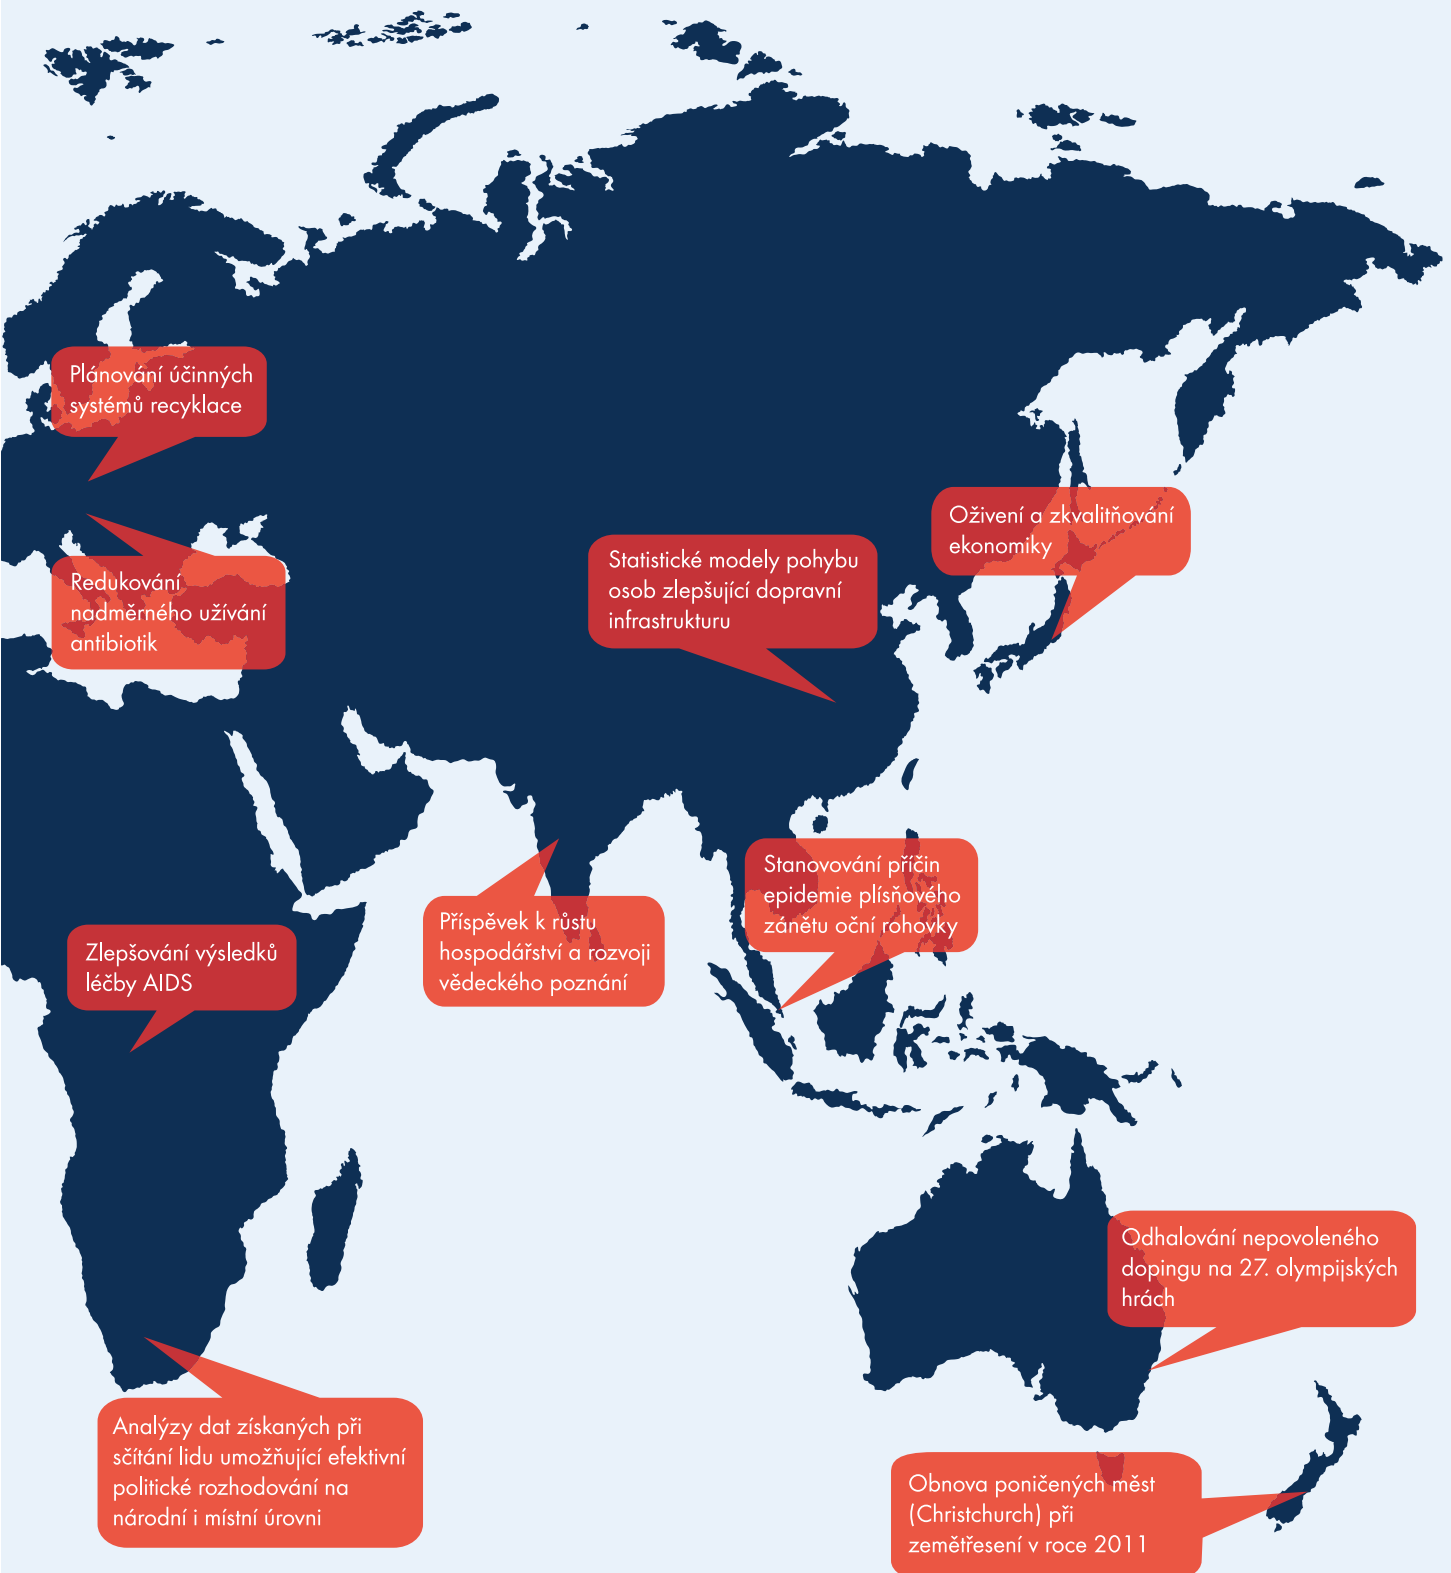 Plánování účinných
systémů recyklace
Oživení a zkvalitňování
ekonomiky
Statistické modely pohybu
osob zlepšující dopravní
infrastrukturu
Redukování
nadměrného užívání
antibiotik
Stanovování příčin
epidemie plísňového
zánětu oční rohovky
Příspěvek k růstu
hospodářství a rozvoji
vědeckého poznání
Zlepšování výsledků
léčby AIDS
Odhalování nepovoleného
dopingu na 27. olympijských
hrách
Analýzy dat získaných při
sčítání lidu umožňující efektivní
politické rozhodování na
národní i místní úrovni
Obnova poničených měst
(Christchurch) při
zemětřesení v roce 2011